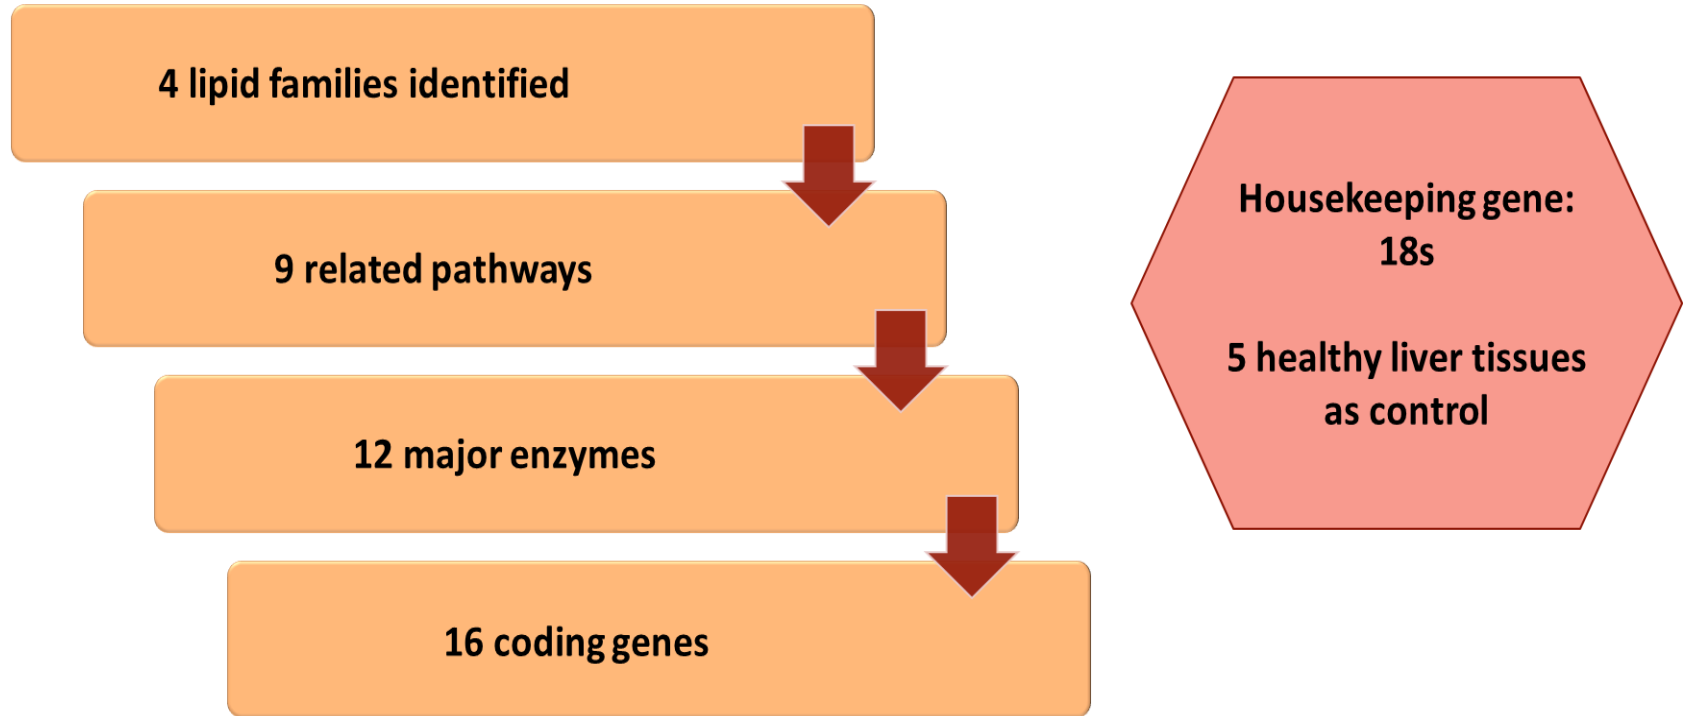 4 lipid families identified
9 related pathways
12 major enzymes
16 coding genes
Housekeeping gene:
18s
5 healthy liver tissues
as control